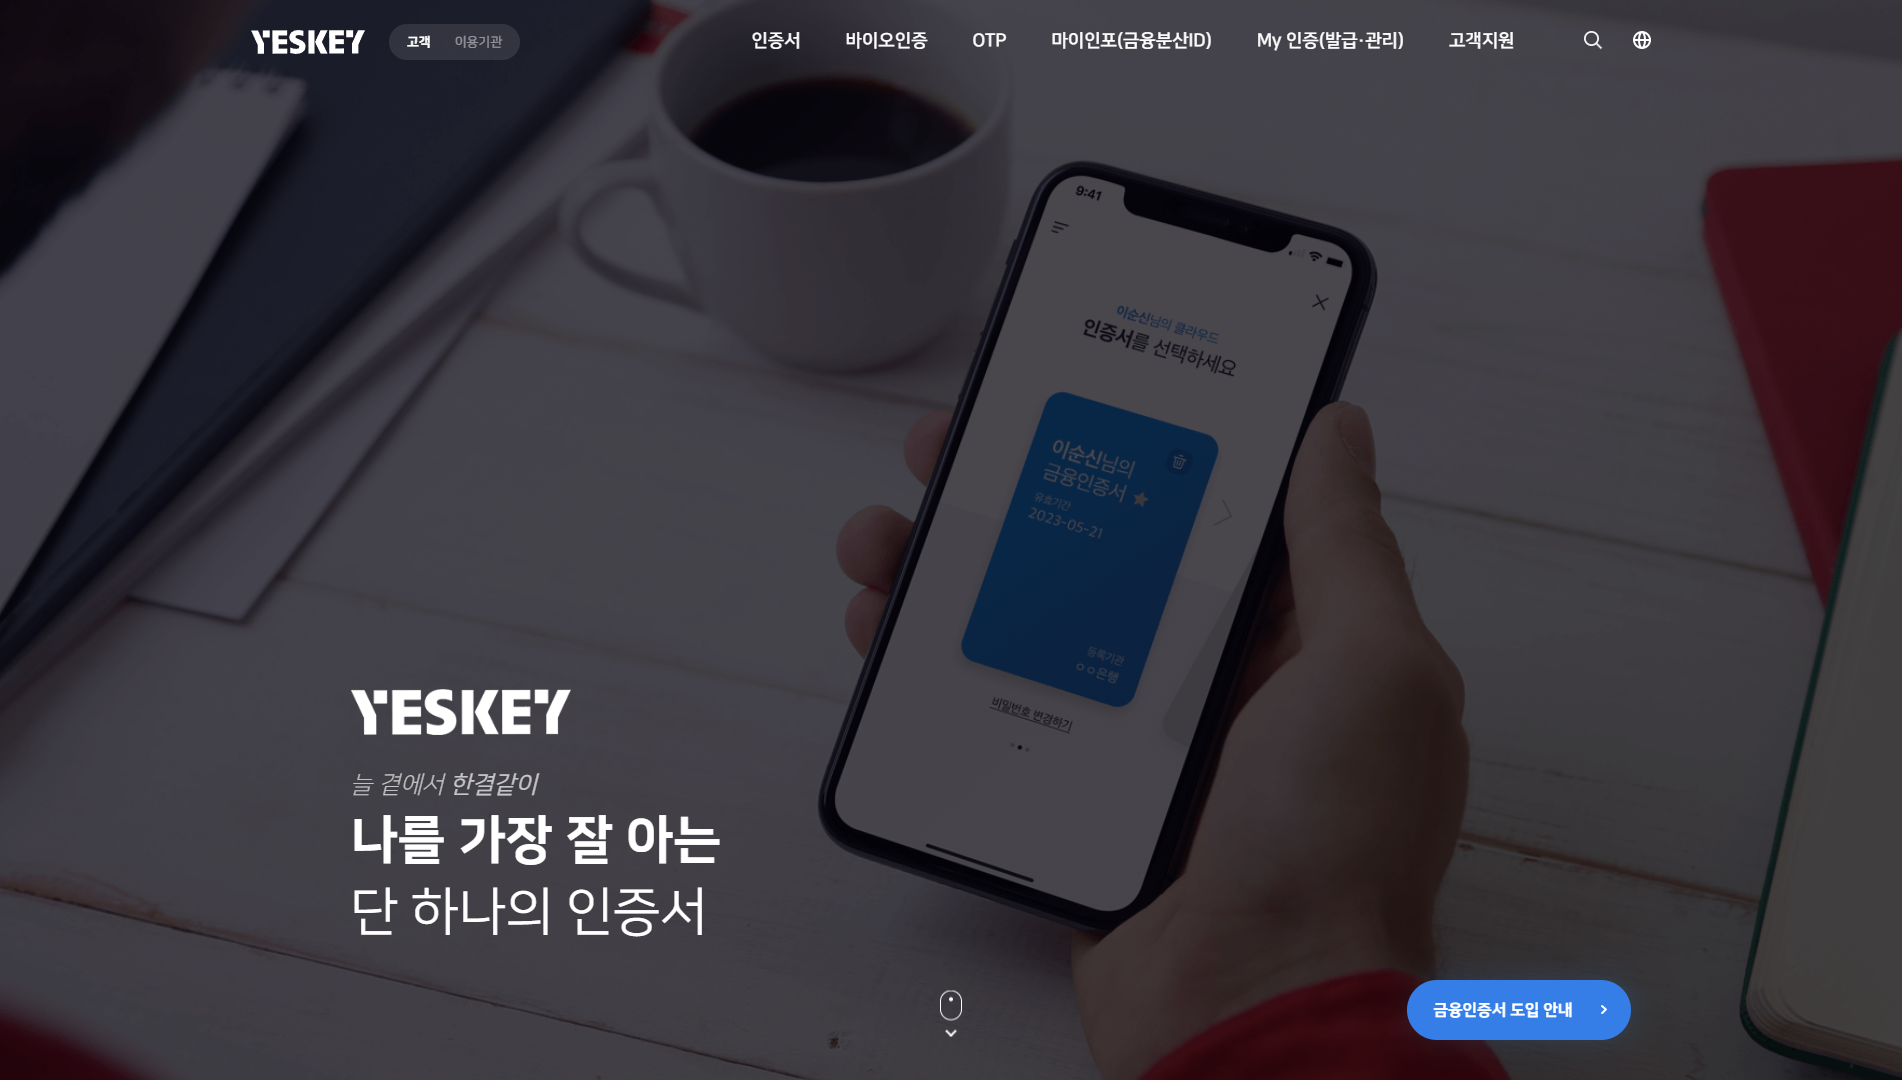 YESKEY
고객
이용기관
인증서
바이오인증
OTP
마이인포(금융분산ID)
My 인증(발급·관리)
고객지원
9:41
이순신님의 클라우드
인증서를 선택하세요
이순신님의
금융인증서
유효기간
2023-05-21
등록기관
ㅇㅇ은행
비밀번호 변경하기
YESKEY
늘 곁에서 한결같이
나를 가장 잘 아는
단 하나의 인증서
금융인증서 도입 안내